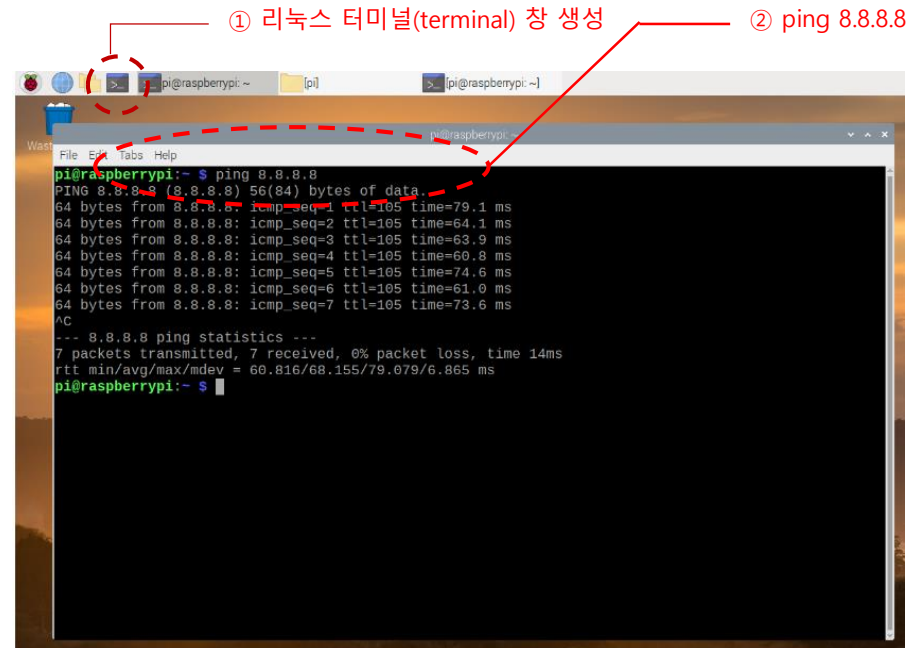 ① 리눅스 터미널(terminal) 창 생성
② ping 8.8.8.8
pi@raspberrypi: ~
[pi]
[pi@raspberrypi: ~]
Wast
pi@raspberrypi: ~
File Edit Tabs Help
pi@raspberrypi:~ $ ping 8.8.8.8
PING 8.8.8.8 (8.8.8.8) 56(84) bytes of data.
64 bytes from 8.8.8.8: icmp_seq=1 ttl=105 time=79.1 ms
64 bytes from 8.8.8.8: icmp_seq=2 ttl=105 time=64.1 ms
64 bytes from 8.8.8.8: icmp_seq=3 ttl=105 time=63.9 ms
64 bytes from 8.8.8.8: icmp_seq=4 ttl=105 time=60.8 ms
64 bytes from 8.8.8.8: icmp_seq=5 ttl=105 time=74.6 ms
64 bytes from 8.8.8.8: icmp_seq=6 ttl=105 time=61.0 ms
64 bytes from 8.8.8.8: icmp_seq=7 ttl=105 time=73.6 ms
^C
--- 8.8.8.8 ping statistics ---
7 packets transmitted, 7 received, 0% packet loss, time 14ms
rtt min/avg/max/mdev = 60.816/68.155/79.079/6.865 ms
pi@raspberrypi:~ $